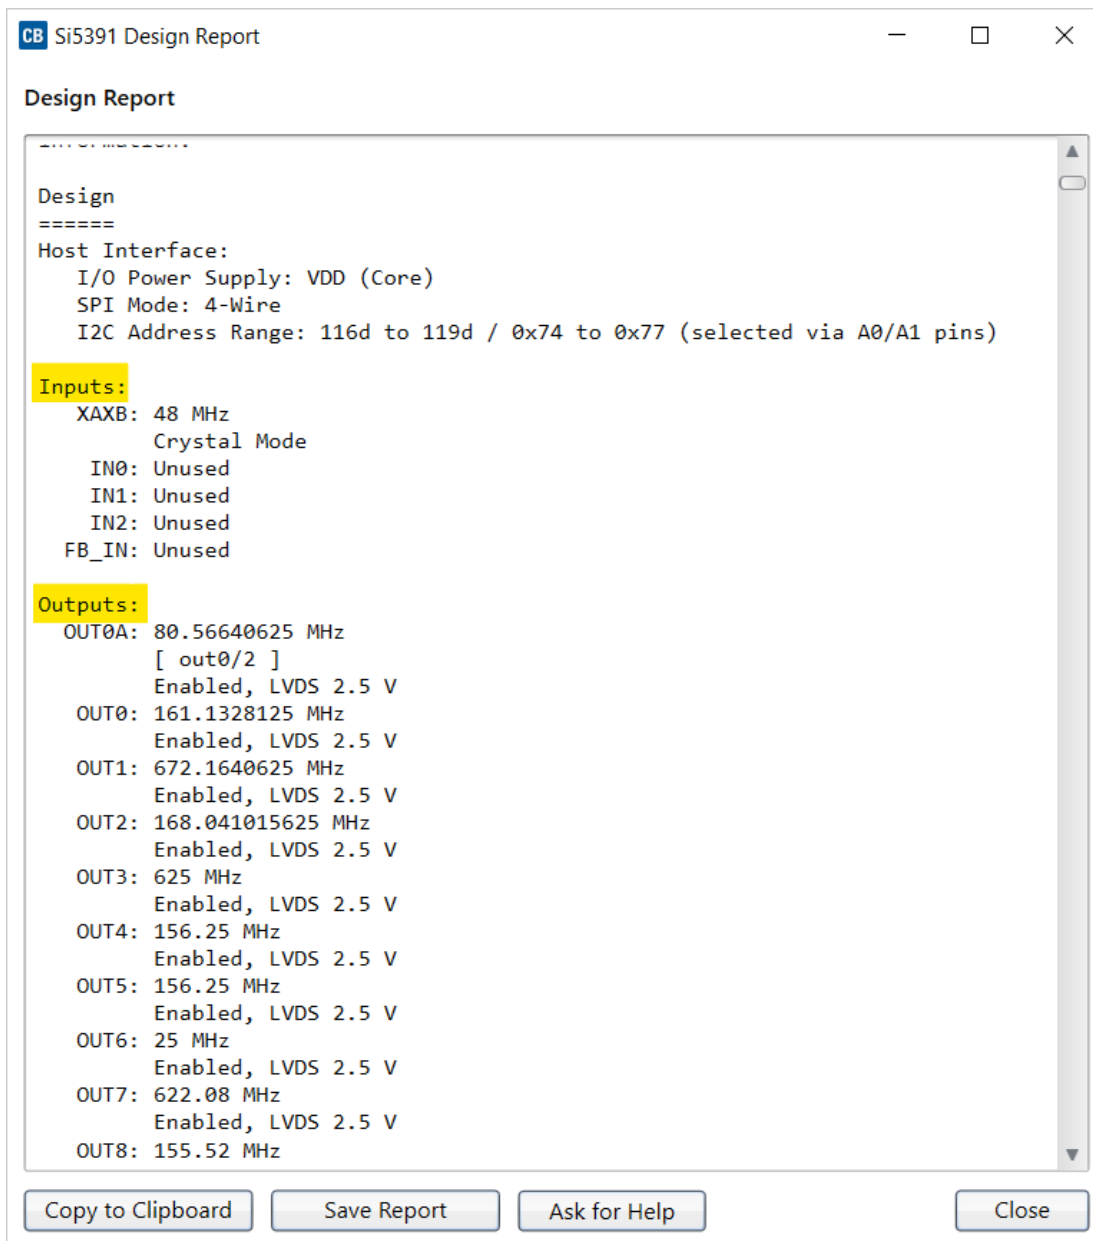 CB Si5391 Design Report
Design Report
Design
======
Host Interface:
I/O Power Supply: VDD (Core)
SPI Mode: 4-Wire
I2C Address Range: 116d to 119d / 0x74 to 0x77 (selected via A0/A1 pins)
Inputs:
XAXB: 48 MHz
Crystal Mode
IN0: Unused
IN1: Unused
IN2: Unused
FB_IN: Unused
Outputs:
OUT0A: 80.56640625 MHz
[ out0/2 ]
Enabled, LVDS 2.5 V
OUT0: 161.1328125 MHz
Enabled, LVDS 2.5 V
OUT1: 672.1640625 MHz
Enabled, LVDS 2.5 V
OUT2: 168.041015625 MHz
Enabled, LVDS 2.5 V
OUT3: 625 MHz
Enabled, LVDS 2.5 V
OUT4: 156.25 MHz
Enabled, LVDS 2.5 V
OUT5: 156.25 MHz
Enabled, LVDS 2.5 V
OUT6: 25 MHz
Enabled, LVDS 2.5 V
OUT7: 622.08 MHz
Enabled, LVDS 2.5 V
OUT8: 155.52 MHz
Copy to Clipboard
Save Report
Ask for Help
Close